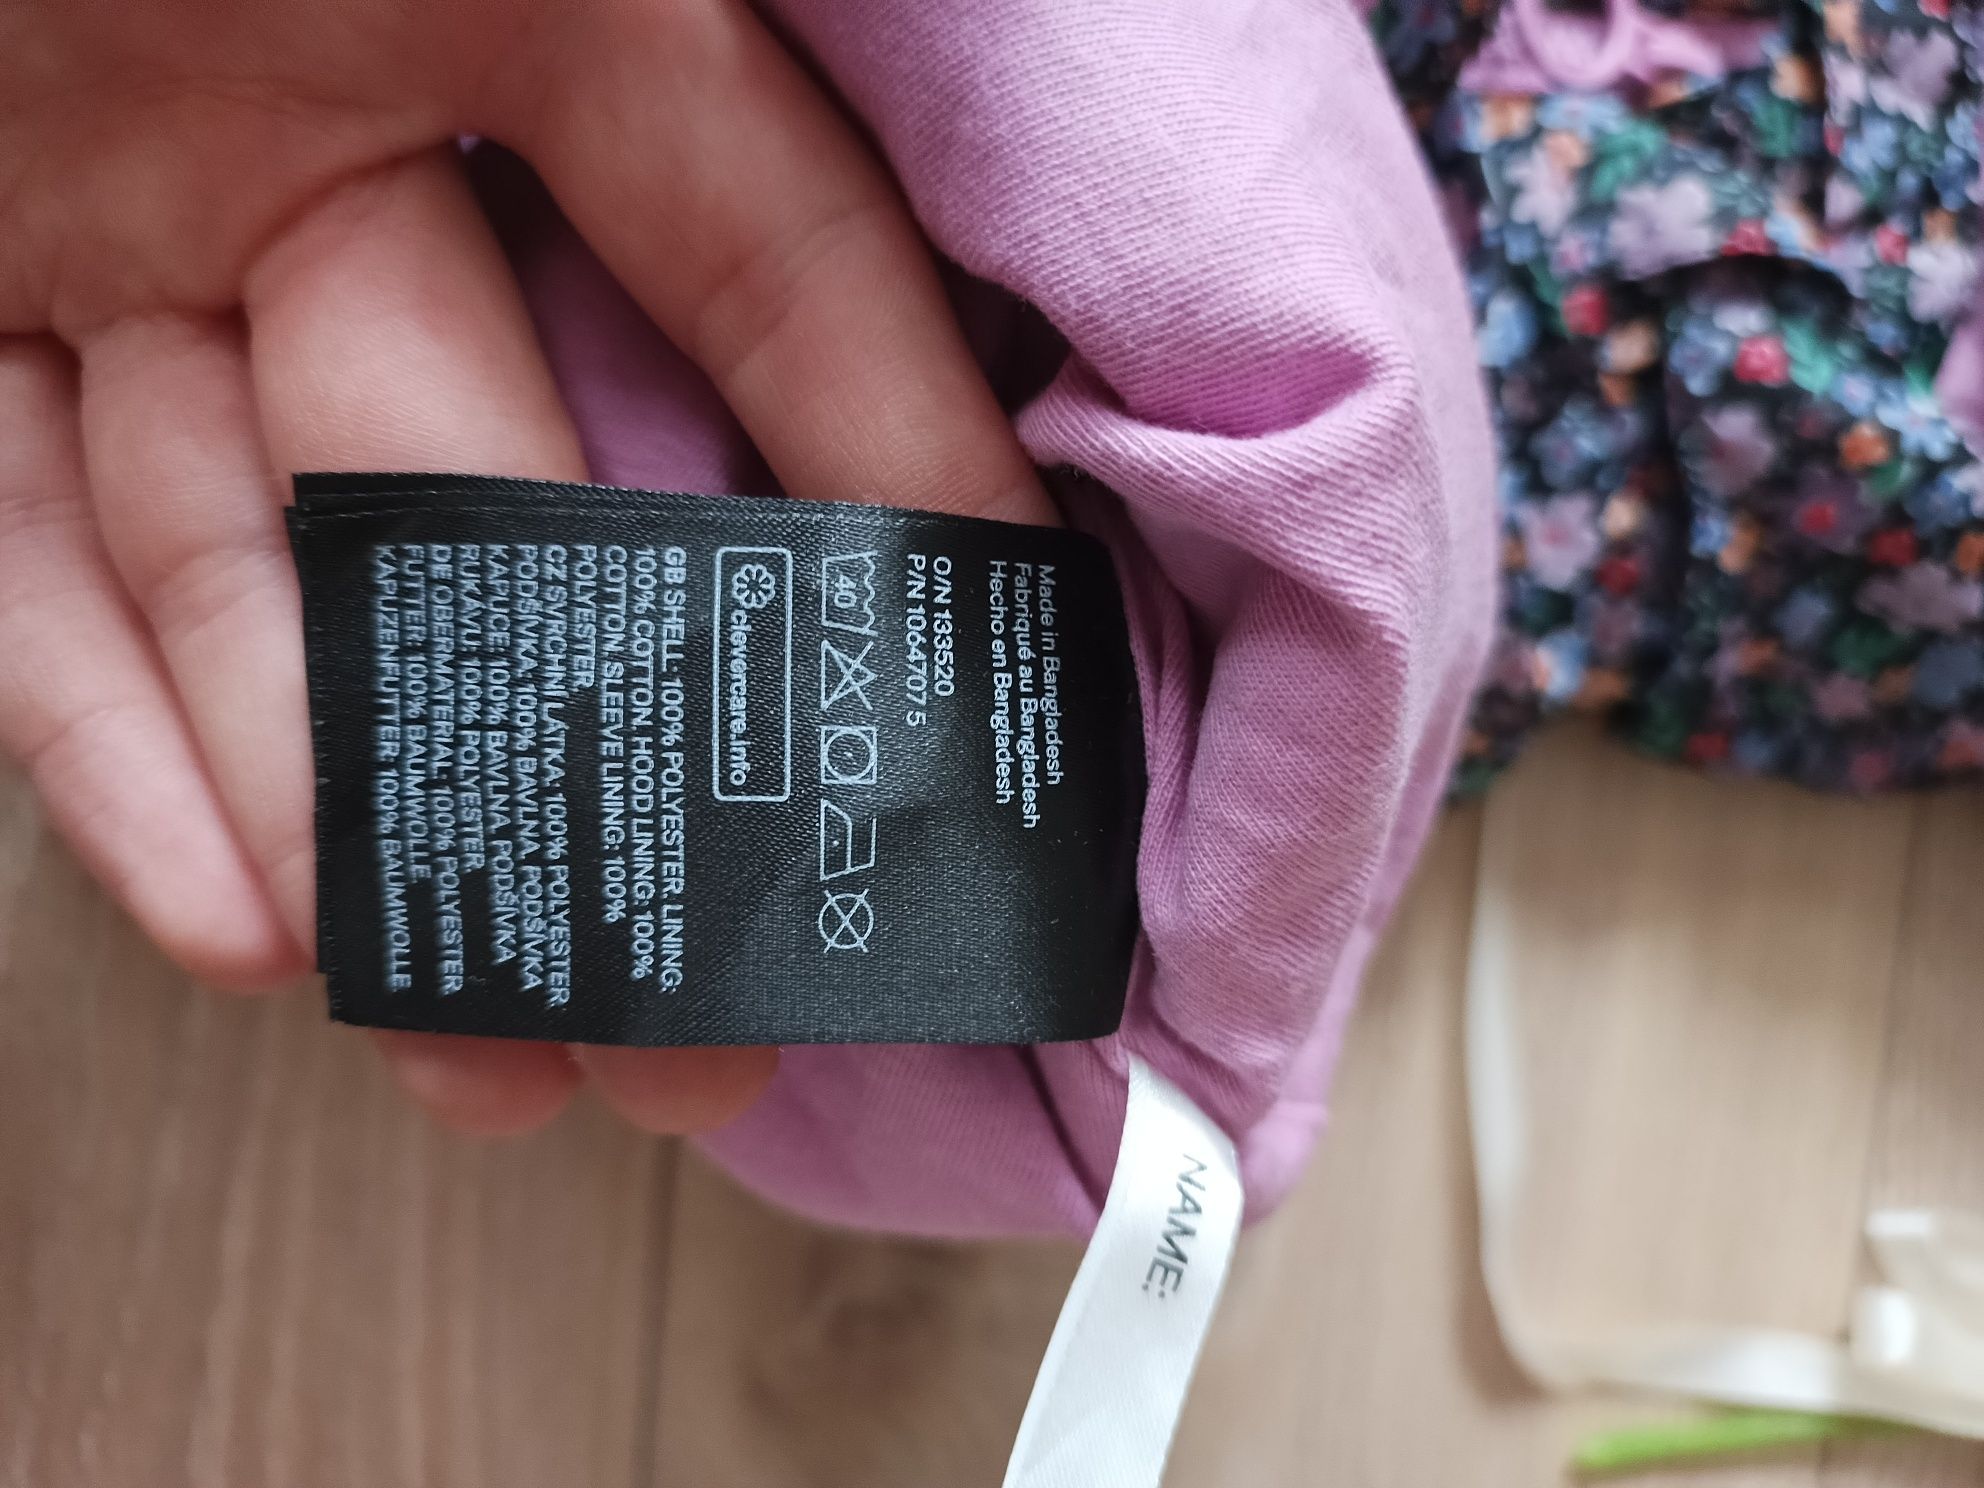 Made in Bangladesh
Fabriqué au Bangladesh
Hecho en Bangladesh
O/N 133520
P/N 1064707 5
40
clevercare.info
GB SHELL: 100% POLYESTER. LINING:
100% COTTON. HOOD LINING: 100%
COTTON. SLEEVE LINING: 100%
POLYESTER
CZ SVRCHNÍ LÁTKA: 100% POLYESTER
PODŠÍVKA: 100% BAVLNA. PODŠÍVKA
KAPUCE: 100% BAVLNA. PODŠÍVKA
RUKÁVU: 100% POLYESTER
DE OBERMATERIAL: 100% POLYESTER
FUTTER: 100% BAUMWOLLE.
KAPUZENFUTTER: 100% BAUMWOLLE
NAME: